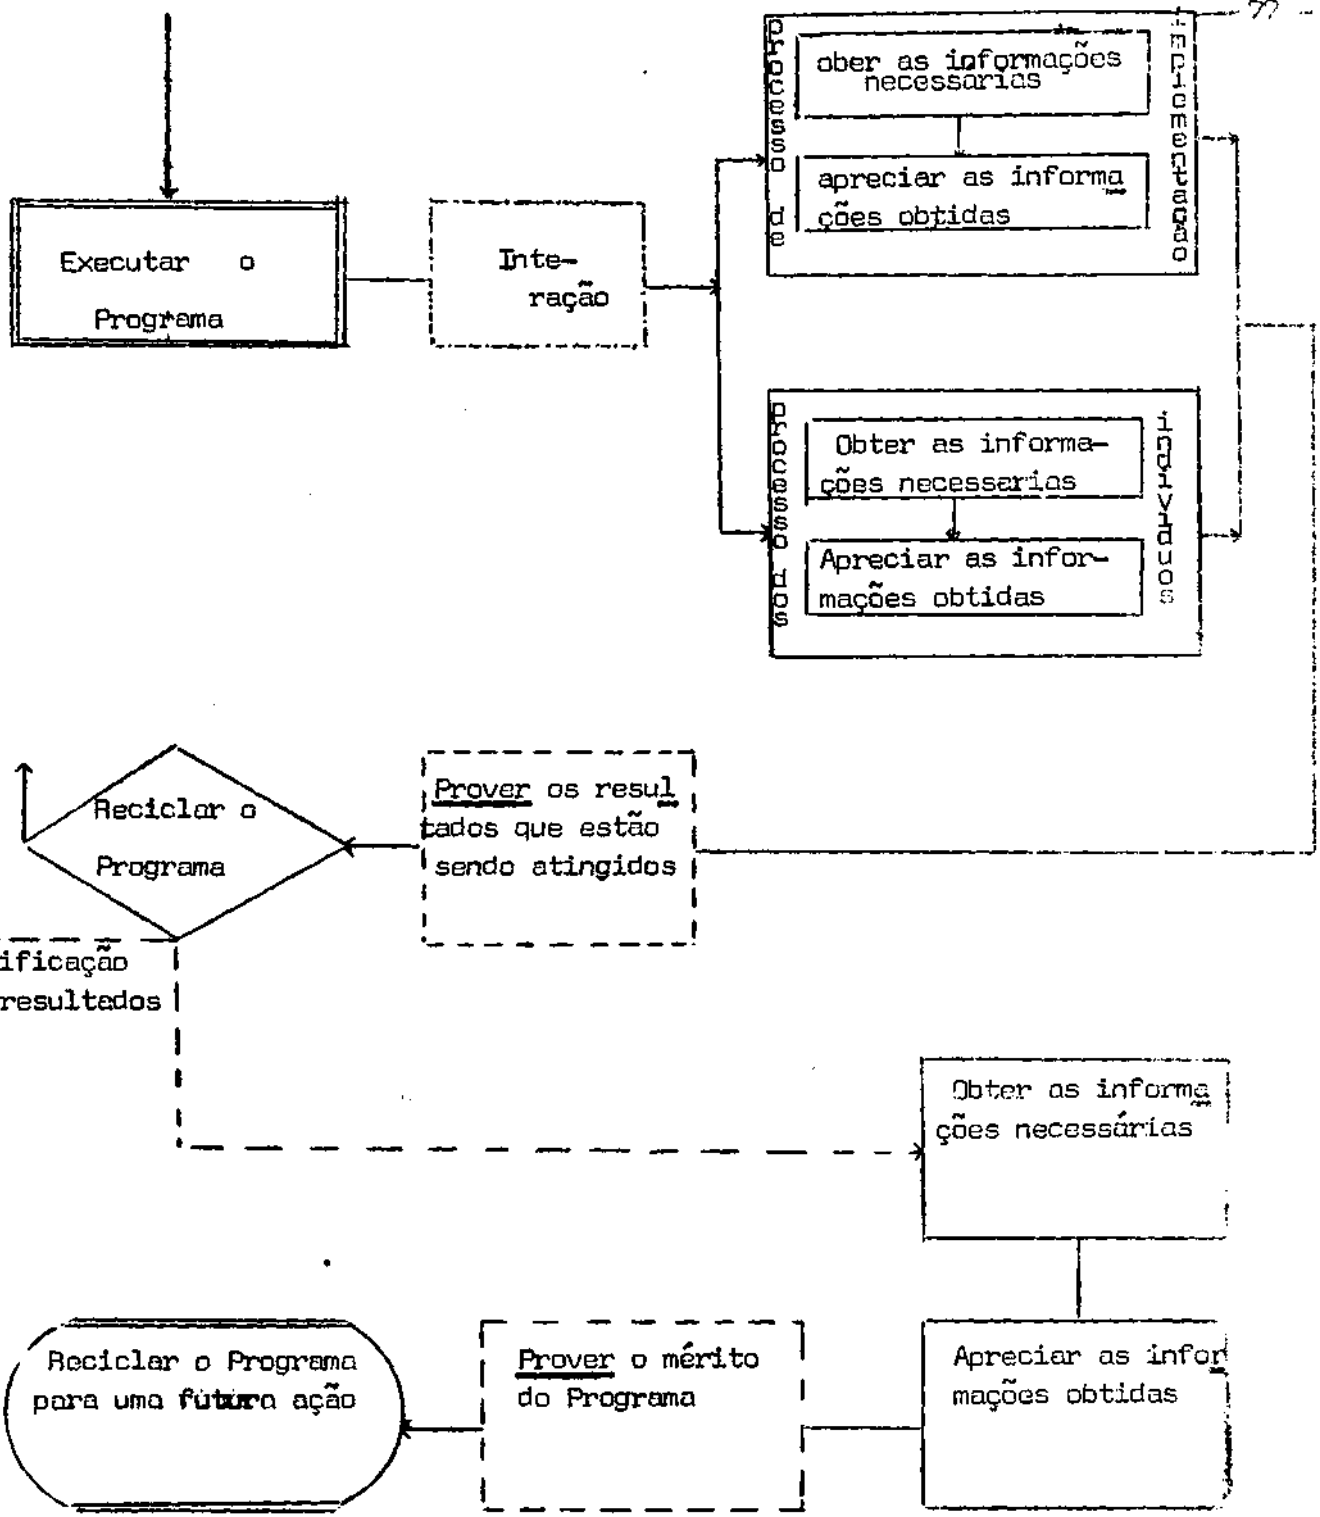 77
processo de
ober as informações
necessarias
apreciar as informa
ções obtidas
implementação
Executar o
Programa
Inte-
ração
processo dos
Obter as informa-
ções necessarias
Apreciar as infor-
mações obtidas
individuos
Reciclar o
Programa
Prover os resul
tados que estão
sendo atingidos
ificação
resultados
Obter as informa
ções necessárias
Apreciar as infor
mações obtidas
Prover o mérito
do Programa
Reciclar o Programa
para uma futura ação